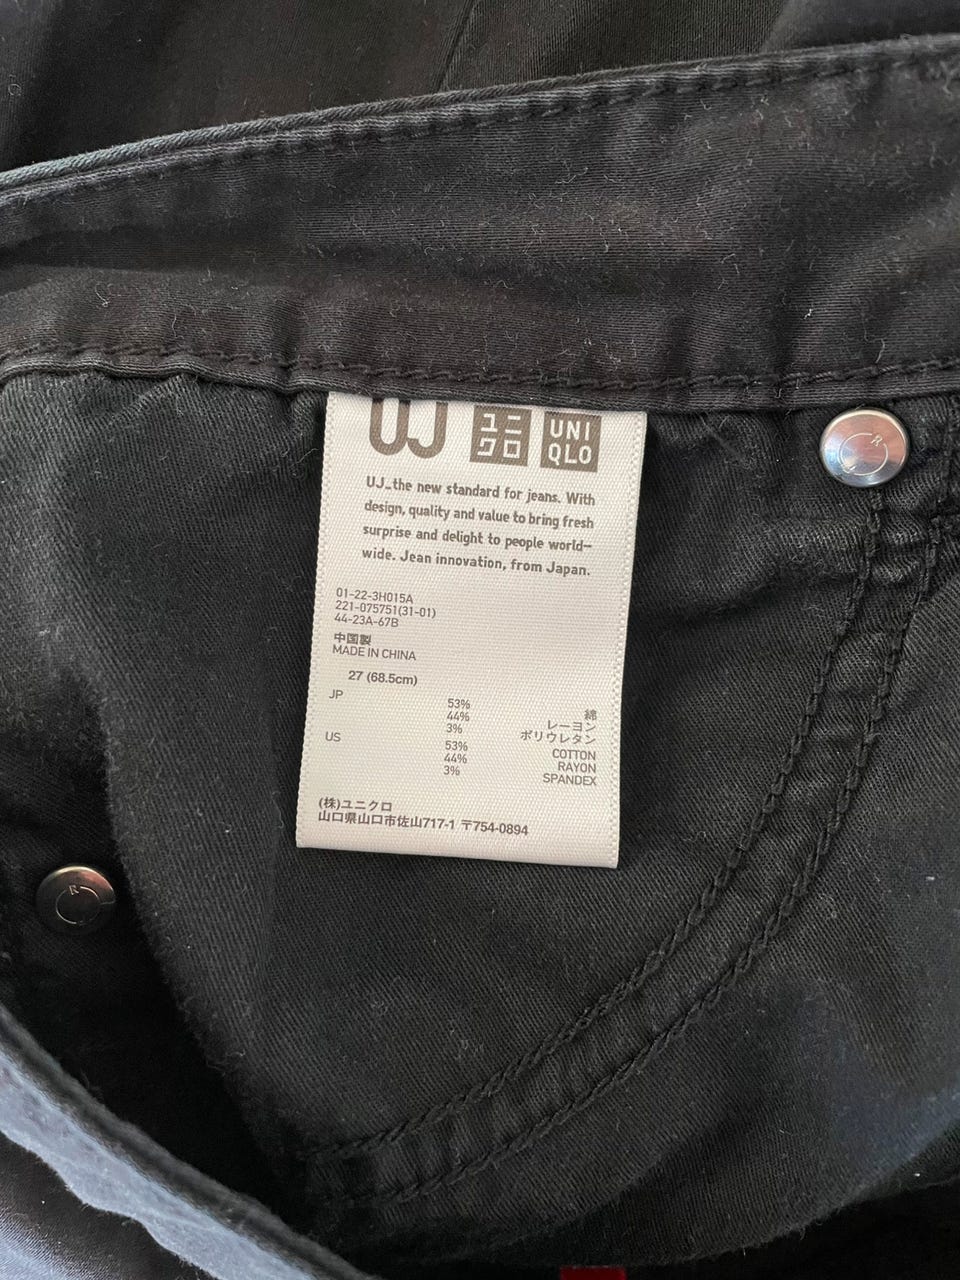 UJ
ユニ
クロ
UNI
QLO
UJ_the new standard for jeans. With
design, quality and value to bring fresh
surprise and delight to people world-
wide. Jean innovation, from Japan.
01-22-3H015A
221-075751(31-01)
44-23A-67B
中国製
MADE IN CHINA
27 (68.5cm)
JP
53% 綿
44% レーヨン
3% ポリウレタン
US
53% COTTON
44% RAYON
3% SPANDEX
(株)ユニクロ
山口県山口市佐山717-1 〒754-0894
R
R